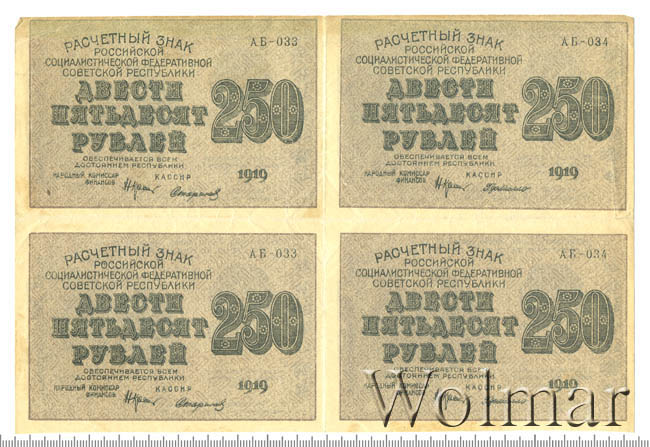 РАСЧЕТНЫЙ ЗНАК АБ-033
РОССИЙСКОЙ
СОЦИАЛИСТИЧЕСКОЙ ФЕДЕРАТИВНОЙ
СОВЕТСКОЙ РЕСПУБЛИКИ
ДВЕСТИ
ПЯТЬДЕСЯТ
РУБЛЕЙ
250
ОБЕСПЕЧИВАЕТСЯ ВСЕМ
ДОСТОЯНИЕМ РЕСПУБЛИКИ
НАРОДНЫЙ КОМИССАР
ФИНАНСОВ
КАССИР
1919
РАСЧЕТНЫЙ ЗНАК АБ-034
РОССИЙСКОЙ
СОЦИАЛИСТИЧЕСКОЙ ФЕДЕРАТИВНОЙ
СОВЕТСКОЙ РЕСПУБЛИКИ
ДВЕСТИ
ПЯТЬДЕСЯТ
РУБЛЕЙ
250
ОБЕСПЕЧИВАЕТСЯ ВСЕМ
ДОСТОЯНИЕМ РЕСПУБЛИКИ
НАРОДНЫЙ КОМИССАР
ФИНАНСОВ
КАССИР
1919
РАСЧЕТНЫЙ ЗНАК АБ-033
РОССИЙСКОЙ
СОЦИАЛИСТИЧЕСКОЙ ФЕДЕРАТИВНОЙ
СОВЕТСКОЙ РЕСПУБЛИКИ
ДВЕСТИ
ПЯТЬДЕСЯТ
РУБЛЕЙ
250
ОБЕСПЕЧИВАЕТСЯ ВСЕМ
ДОСТОЯНИЕМ РЕСПУБЛИКИ
НАРОДНЫЙ КОМИССАР
ФИНАНСОВ
КАССИР
1919
РАСЧЕТНЫЙ ЗНАК АБ-034
РОССИЙСКОЙ
СОЦИАЛИСТИЧЕСКОЙ ФЕДЕРАТИВНОЙ
СОВЕТСКОЙ РЕСПУБЛИКИ
ДВЕСТИ
ПЯТЬДЕСЯТ
РУБЛЕЙ
250
ОБЕСПЕЧИВАЕТСЯ ВСЕМ
ДОСТОЯНИЕМ РЕСПУБЛИКИ
НАРОДНЫЙ КОМИССАР
ФИНАНСОВ
КАССИР
1919
Wolmar